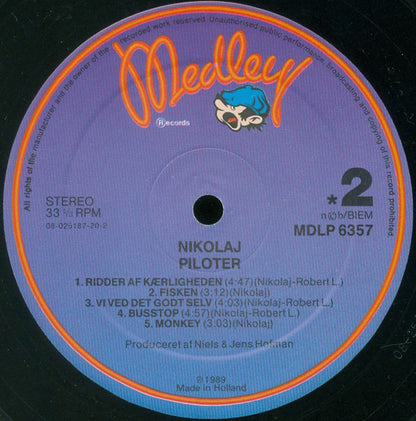 All rights of the manufacturer and the owner of the recorded work reserved. Unauthorised public performance, broadcasting and copying of this record prohibited.
Medley
Records
STEREO
33 ⅓ RPM
08-025187-20-2
*2
n©b/BIEM
MDLP 6357
NIKOLAJ
PILOTER
1. RIDDER AF KÆRLIGHEDEN (4:47)(Nikolaj-Robert L.)
2. FISKEN (3:12)(Nikolaj)
3. VI VED DET GODT SELV (4:03)(Nikolaj-Robert L.)
4. BUSSTOP (4:57)(Nikolaj-Robert L.)
5. MONKEY (3:03)(Nikolaj)
Produceret af Niels & Jens Hofman
℗1989
Made in Holland